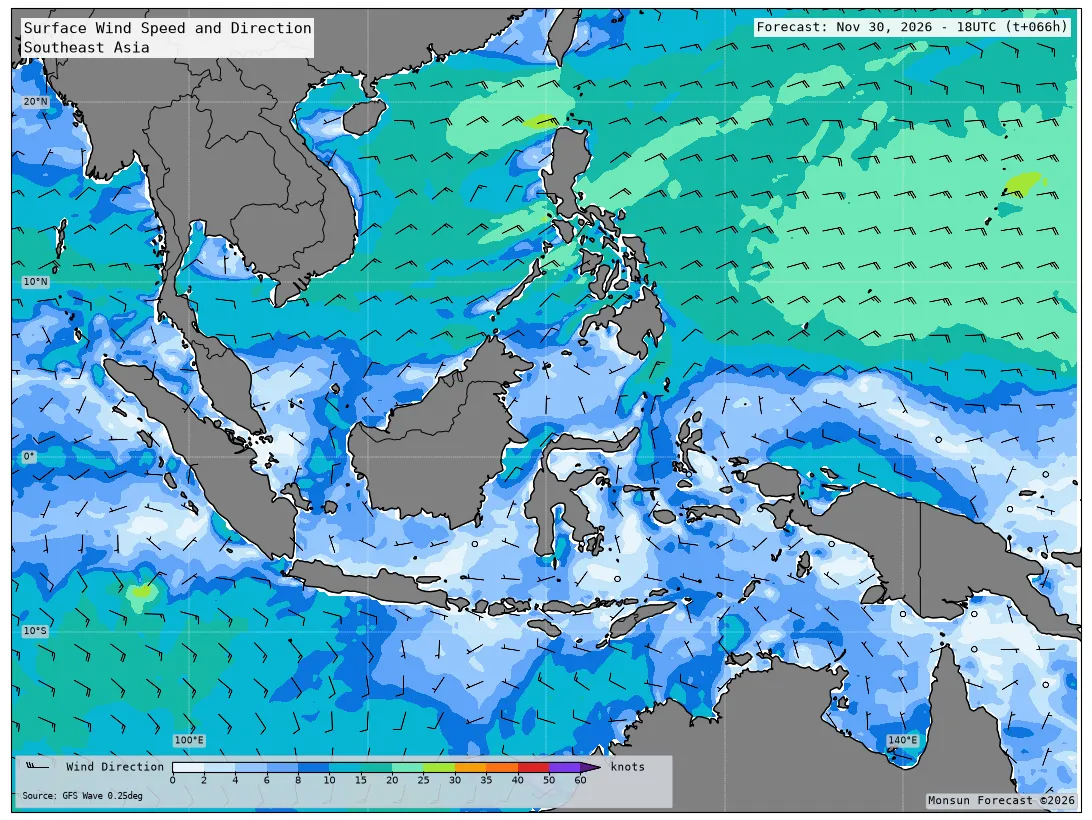 Surface Wind Speed and Direction
Southeast Asia
Forecast: Nov 30, 2026 - 18UTC (t+066h)
20°N
10°N
0°
10°S
100°E
140°E
Wind Direction
0 2 4 6 8 10 15 20 25 30 35 40 50 60
knots
Source: GFS Wave 0.25deg
Monsun Forecast ©2026